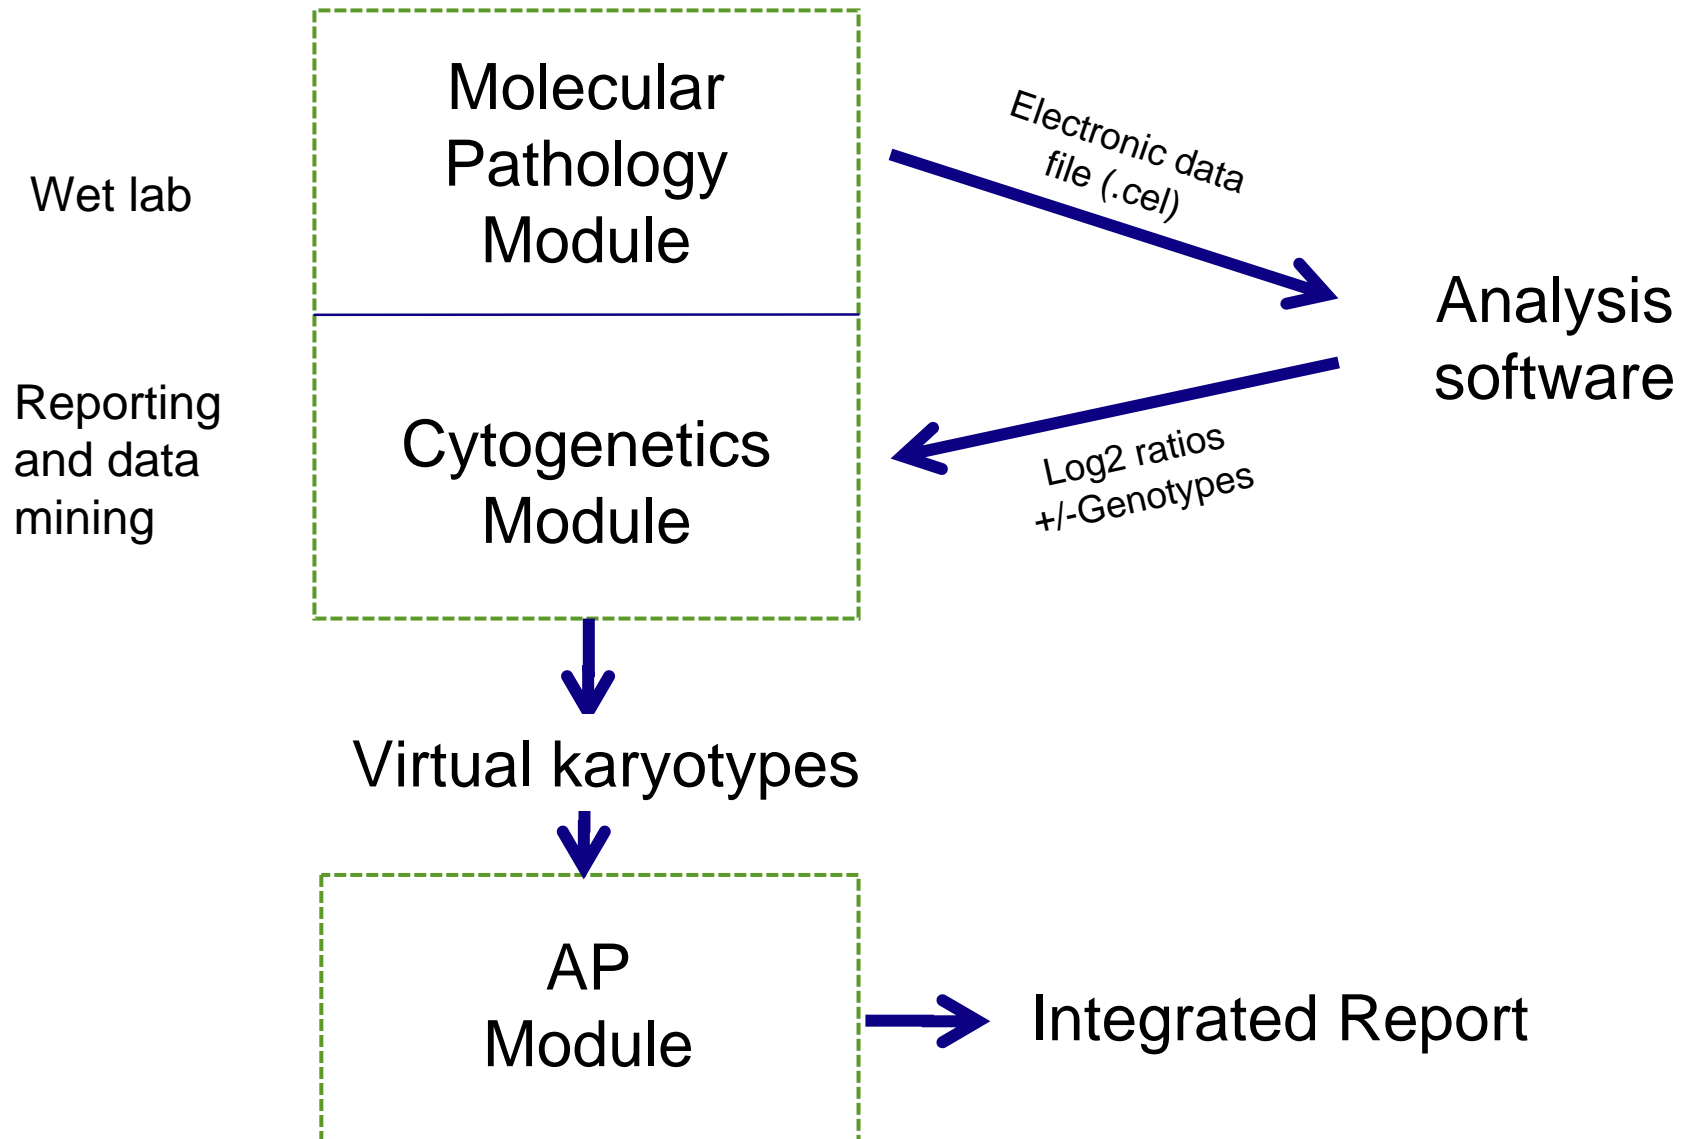 Wet lab
Molecular
Pathology
Module
Electronic data
file (.cel)
Analysis
software
Reporting
and data
mining
Cytogenetics
Module
Log2 ratios
+/-Genotypes
Virtual karyotypes
AP
Module
Integrated Report